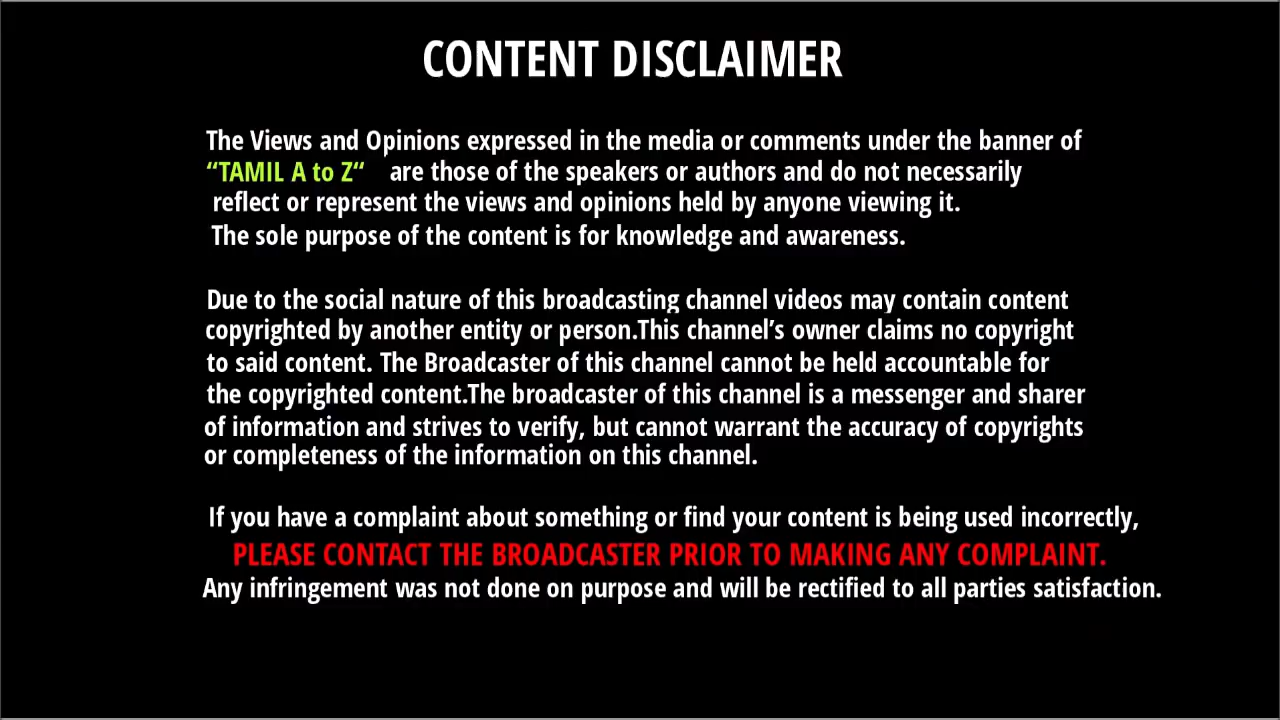 CONTENT DISCLAIMER
The Views and Opinions expressed in the media or comments under the banner of
“TAMIL A to Z“ are those of the speakers or authors and do not necessarily
reflect or represent the views and opinions held by anyone viewing it.
The sole purpose of the content is for knowledge and awareness.
Due to the social nature of this broadcasting channel videos may contain content
copyrighted by another entity or person.This channel’s owner claims no copyright
to said content. The Broadcaster of this channel cannot be held accountable for
the copyrighted content.The broadcaster of this channel is a messenger and sharer
of information and strives to verify, but cannot warrant the accuracy of copyrights
or completeness of the information on this channel.
If you have a complaint about something or find your content is being used incorrectly,
PLEASE CONTACT THE BROADCASTER PRIOR TO MAKING ANY COMPLAINT.
Any infringement was not done on purpose and will be rectified to all parties satisfaction.